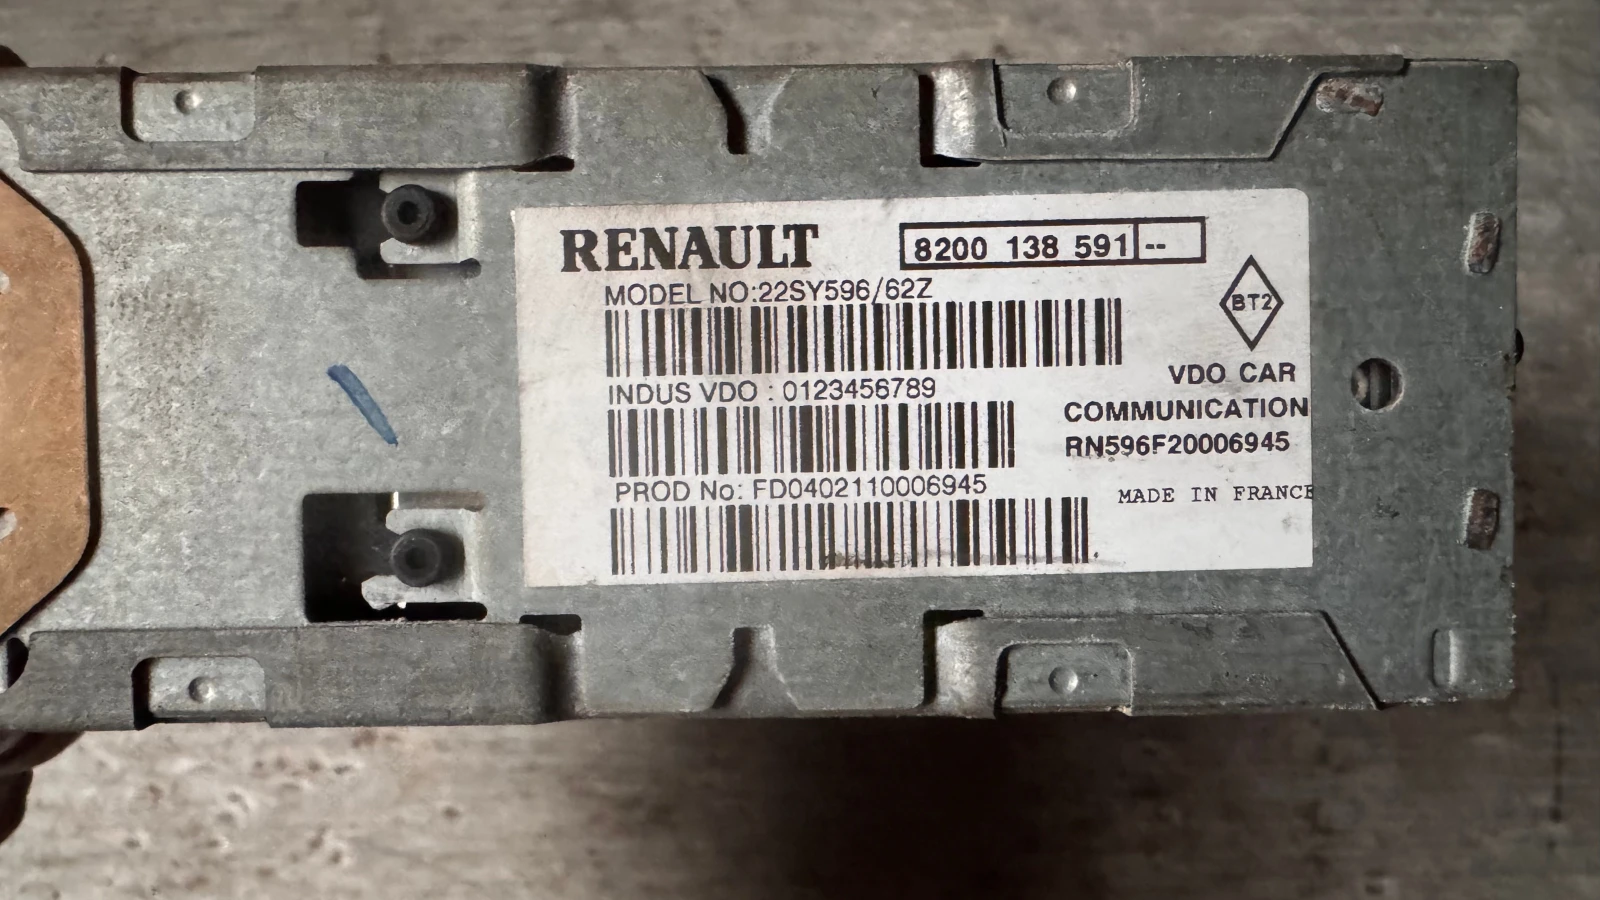 RENAULT 8200 138 591 --
MODEL NO:22SY596/62Z
BT2
INDUS VDO : 0123456789
VDO CAR
COMMUNICATION
RN596F20006945
PROD No: FD0402110006945
MADE IN FRANCE